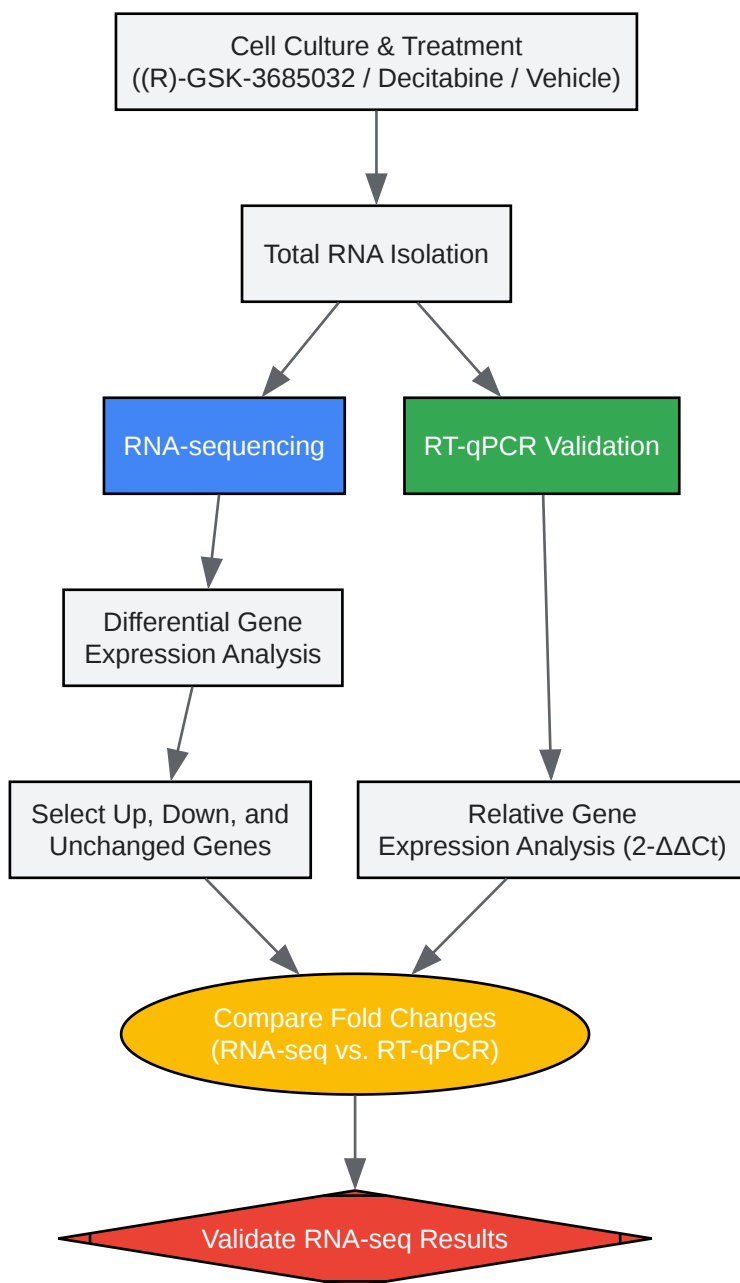 Cell Culture & Treatment
((R)-GSK-3685032 / Decitabine / Vehicle)
Total RNA Isolation
RNA-sequencing
RT-qPCR Validation
Differential Gene
Expression Analysis
Select Up, Down, and
Unchanged Genes
Relative Gene
Expression Analysis (2-ΔΔCt)
Compare Fold Changes
(RNA-seq vs. RT-qPCR)
Validate RNA-seq Results